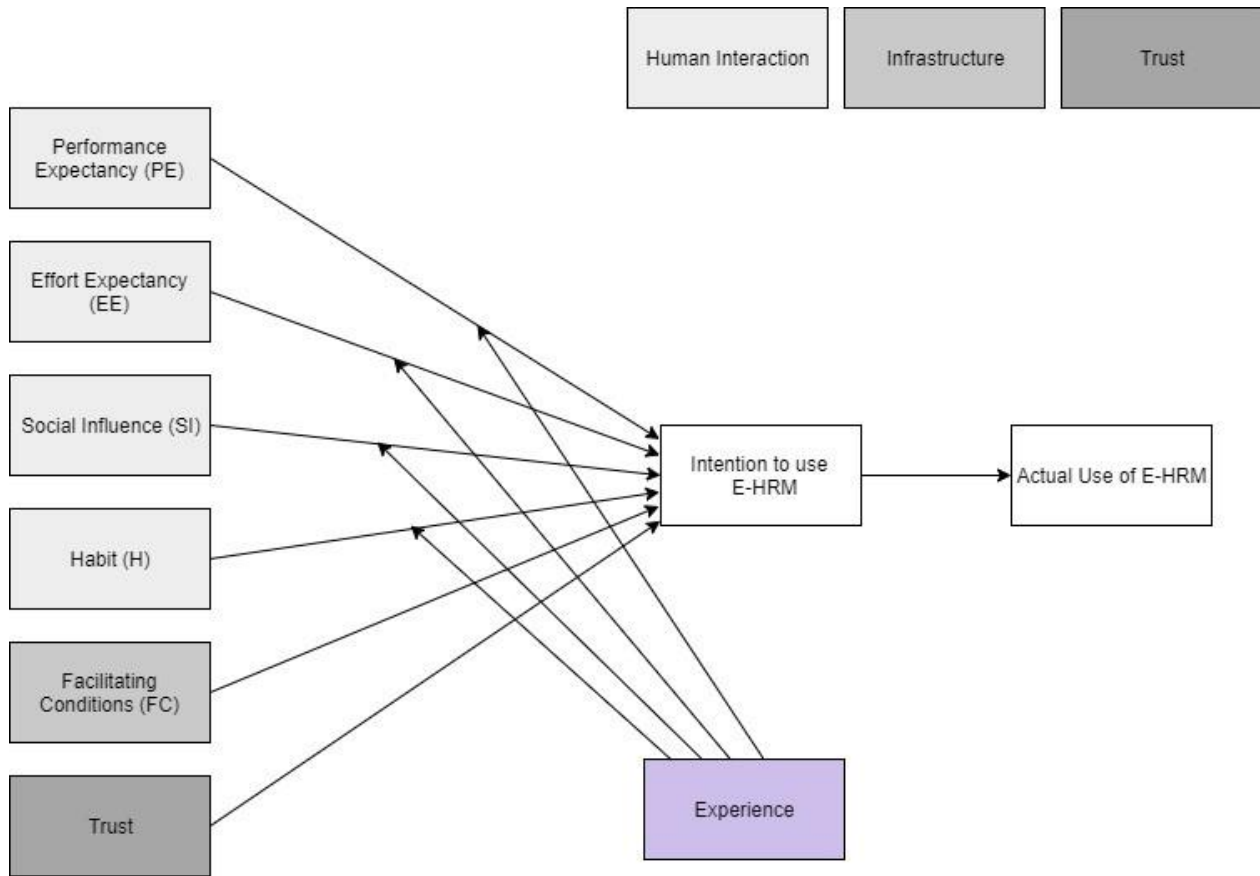 Human Interaction
Infrastructure
Trust
Performance
Expectancy (PE)
Effort Expectancy
(EE)
Social Influence (SI)
Habit (H)
Facilitating
Conditions (FC)
Trust
Intention to use
E-HRM
Actual Use of E-HRM
Experience